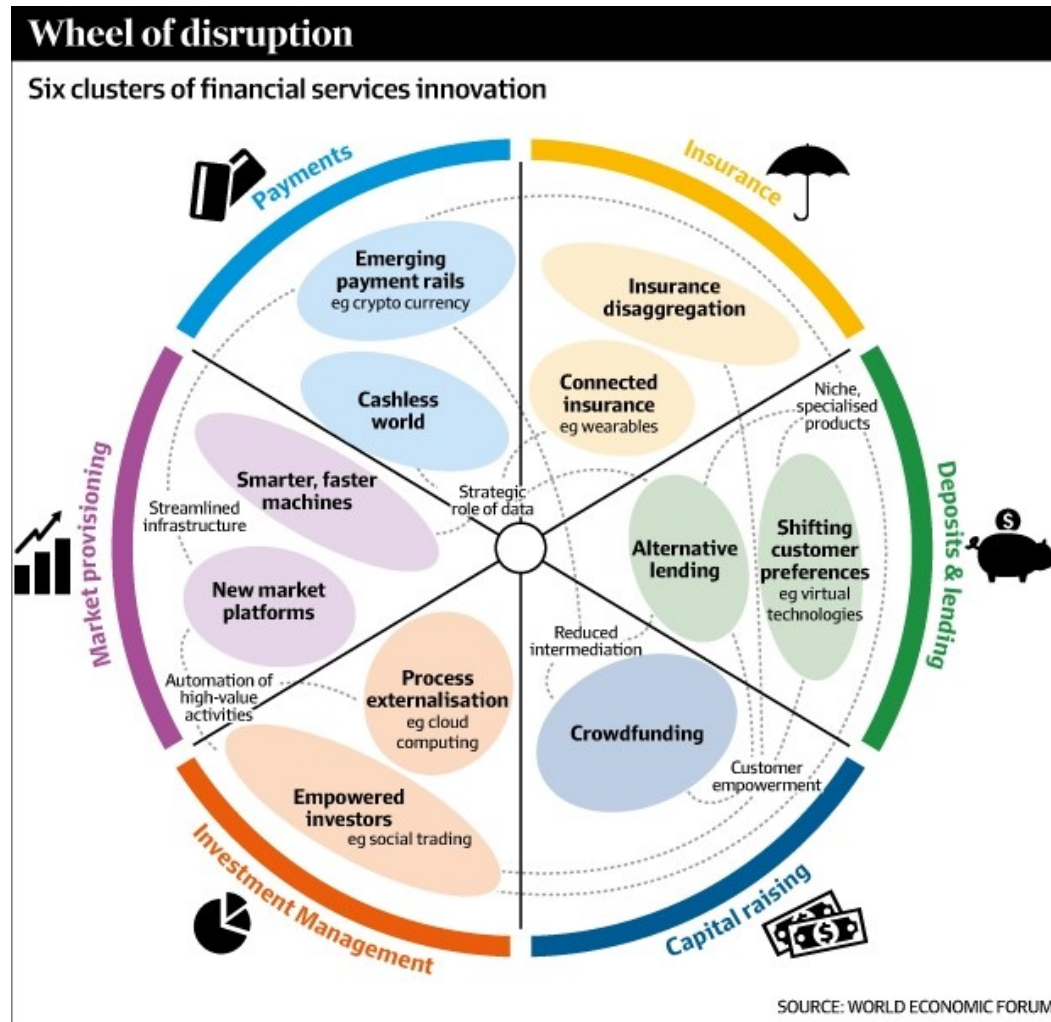 Wheel of disruption
Six clusters of financial services innovation
Payments
Insurance
Emerging
payment rails
eg crypto currency
Insurance
disaggregation
Cashless
world
Connected
insurance
eg wearables
Niche,
specialised
products
Market provisioning
Smarter, faster
machines
Streamlined
infrastructure
Strategic
role of data
Alternative
lending
Shifting
customer
preferences
eg virtual
technologies
Deposits & lending
$
New market
platforms
Reduced
intermediation
Automation of
high-value
activities
Process
externalisation
eg cloud
computing
Crowdfunding
Customer
empowerment
Empowered
investors
eg social trading
Investment Management
Capital raising
$
SOURCE: WORLD ECONOMIC FORUM